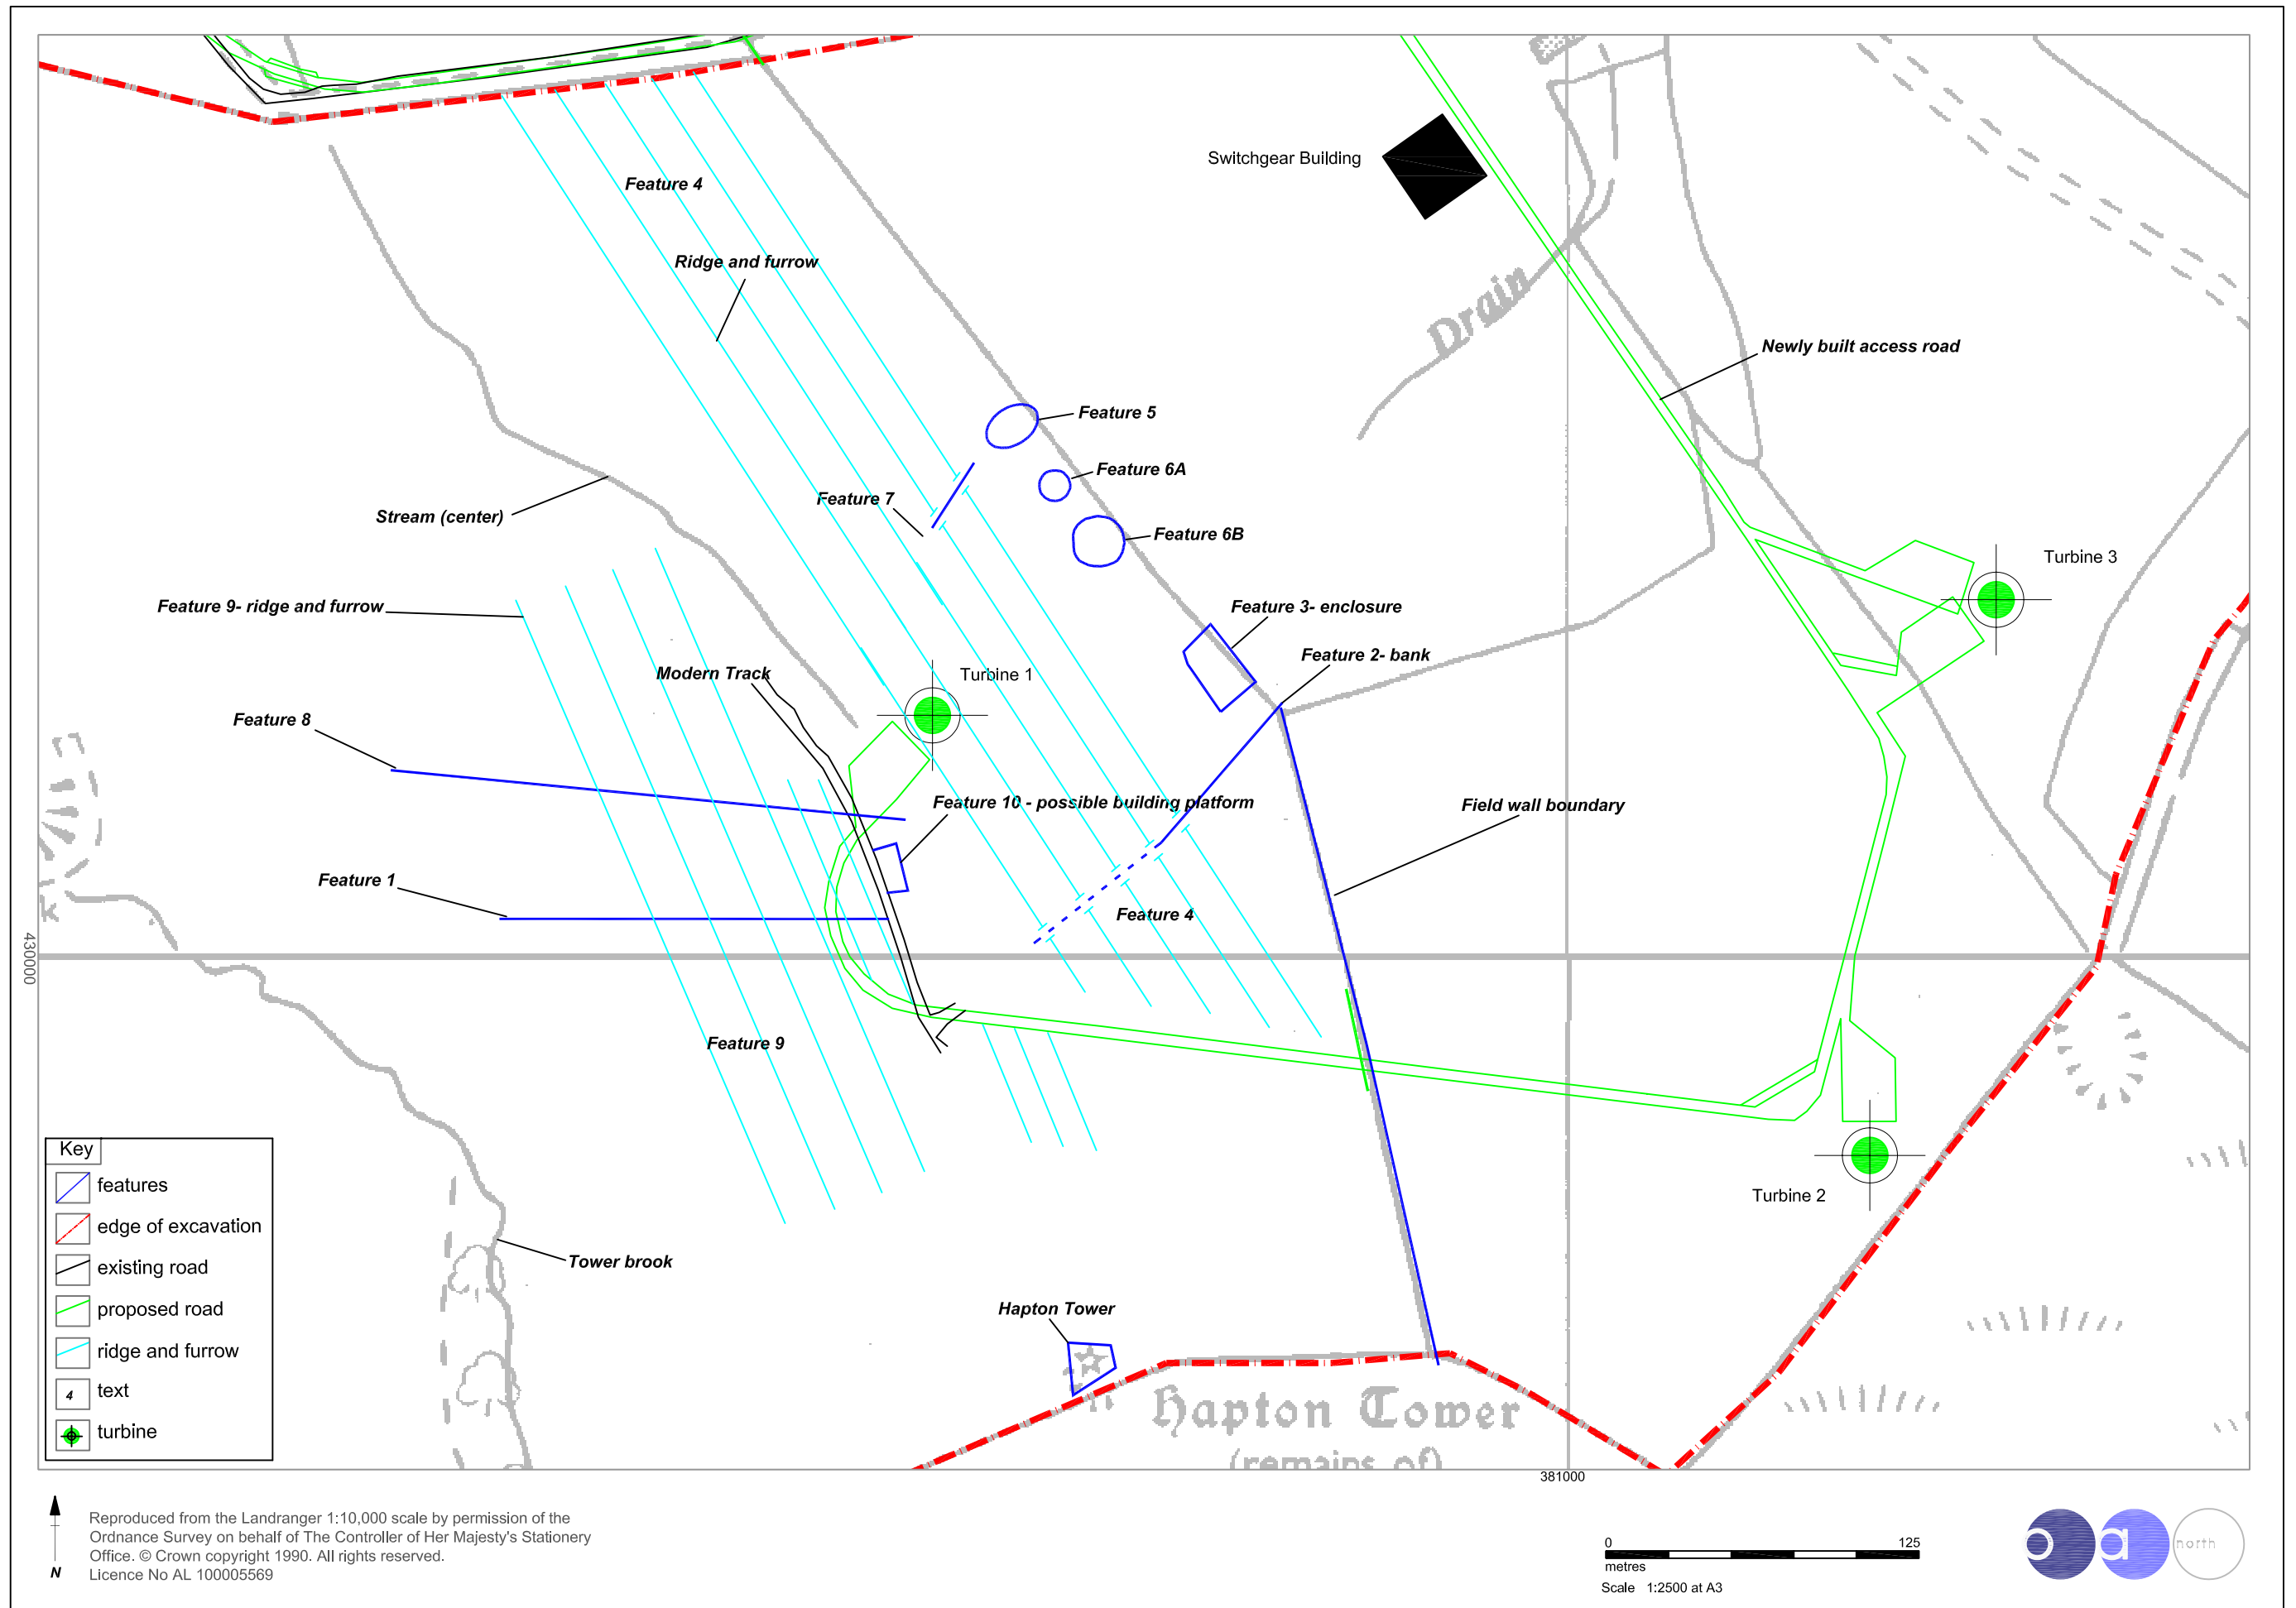 Switchgear Building
Feature 4
Ridge and furrow
Drain
Newly built access road
Feature 5
Feature 6A
Feature 7
Stream (center)
Feature 6B
Turbine 3
Feature 9- ridge and furrow
Feature 3- enclosure
Feature 2- bank
Modern Track
Turbine 1
Feature 8
Feature 10 - possible building platform
Field wall boundary
Feature 1
Feature 4
430000
Feature 9
Turbine 2
Tower brook
Hapton Tower
Hapton Tower
(remains of)
381000
Key
features
edge of excavation
existing road
proposed road
ridge and furrow
4 text
turbine
N
Reproduced from the Landranger 1:10,000 scale by permission of the
Ordnance Survey on behalf of The Controller of Her Majesty's Stationery
Office. © Crown copyright 1990. All rights reserved.
Licence No AL 100005569
0 125
metres
Scale 1:2500 at A3
o a north